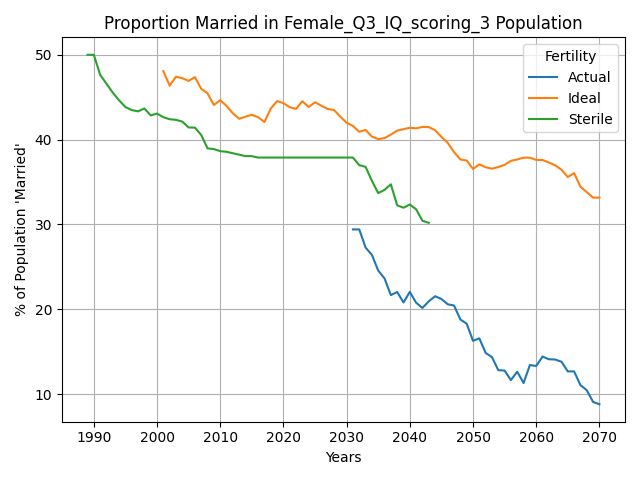 Proportion Married in Female_Q3_IQ_scoring_3 Population
% of Population 'Married'
50
40
30
20
10
Fertility
Actual
Ideal
Sterile
1990 2000 2010 2020 2030 2040 2050 2060 2070
Years